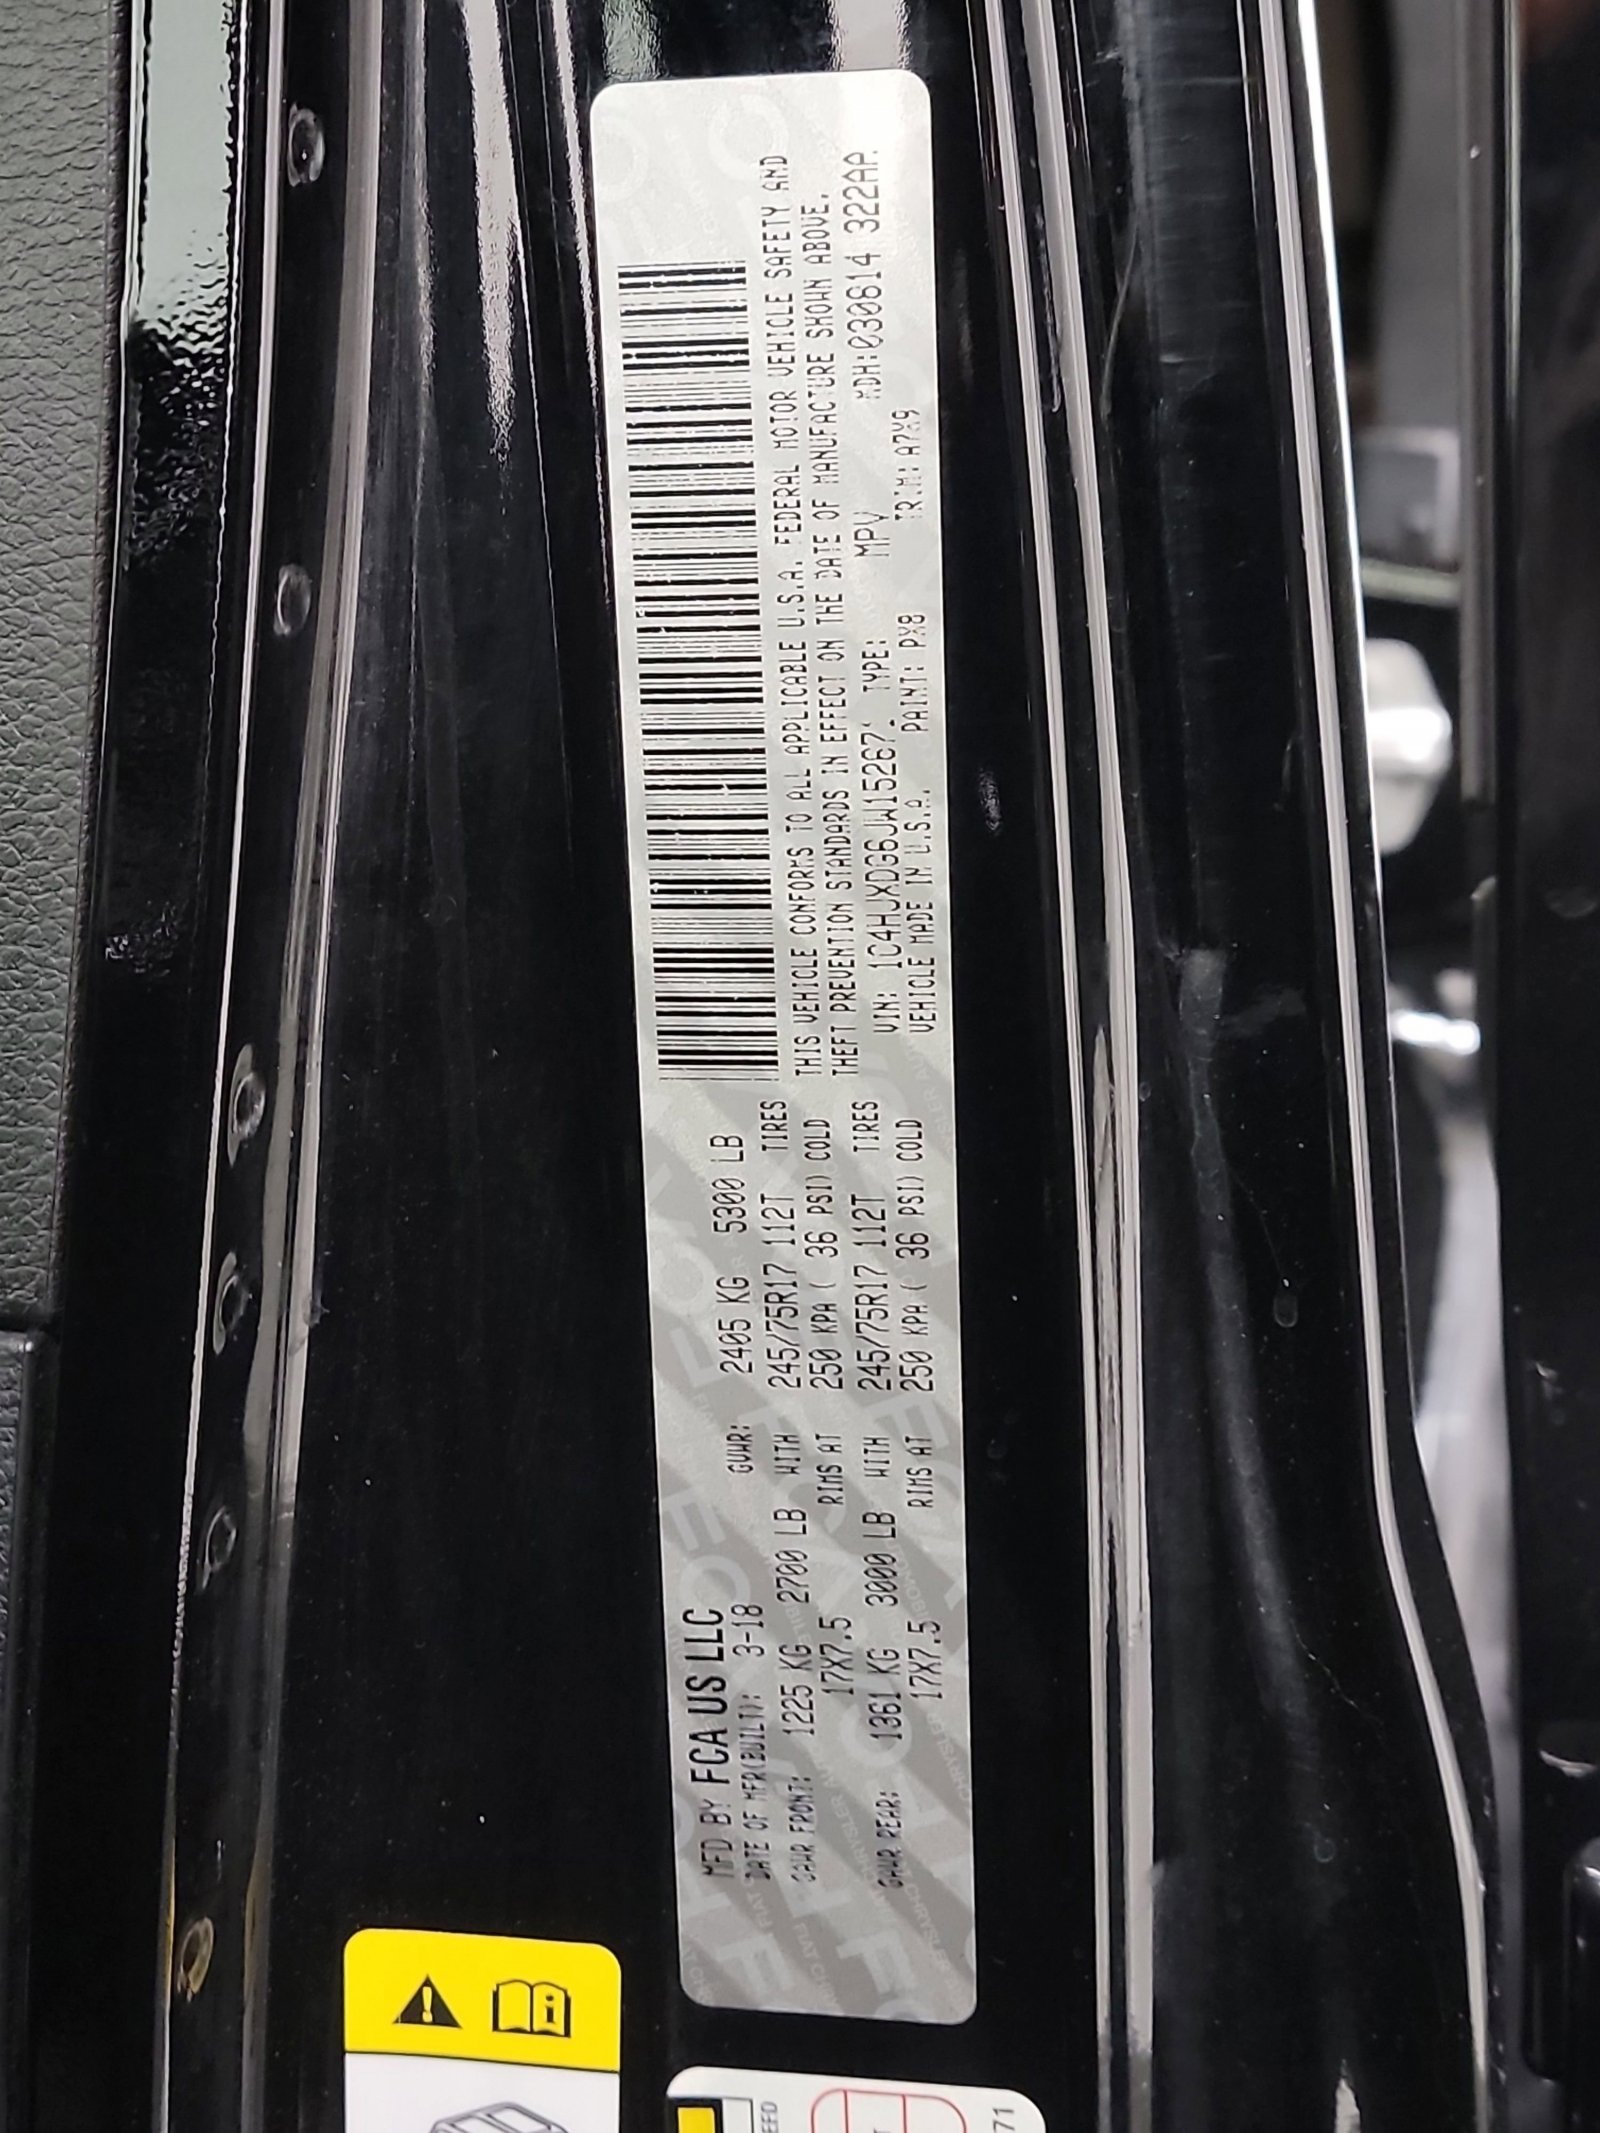 MFD BY FCA US LLC
DATE OF MFR(BUILT): 3-18 GVWR: 2405 KG 5300 LB
GAWR FRONT: 1225 KG 2700 LB WITH 245/75R17 112T TIRES
17X7.5 RIMS AT 250 KPA ( 36 PSI) COLD
GAWR REAR: 1361 KG 3000 LB WITH 245/75R17 112T TIRES
17X7.5 RIMS AT 250 KPA ( 36 PSI) COLD
THIS VEHICLE CONFORMS TO ALL APPLICABLE U.S.A. FEDERAL MOTOR VEHICLE SAFETY AND
THEFT PREVENTION STANDARDS IN EFFECT ON THE DATE OF MANUFACTURE SHOWN ABOVE.
VIN: TYPE: MPV MDH:030614 322AA.
VEHICLE MADE IN U.S.A. PAINT: PX8 TRIM: A7X9
71